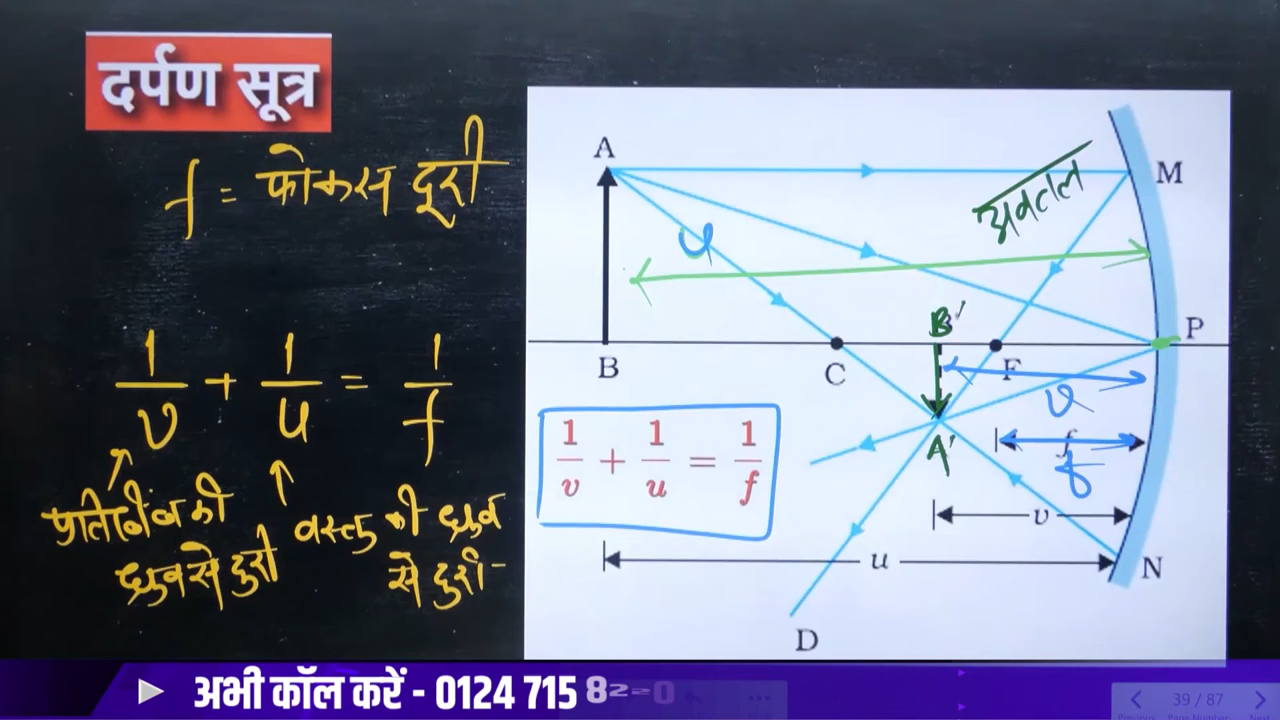 दर्पण सूत्र
f = फोकस दूरी
1/v + 1/u = 1/f
प्रतिबिंब की
ध्रुव से दुरी
वस्तु की ध्रुव
से दुरी-
A
M
अवतल
u
B'
P
B
C
F
v
1/v + 1/u = 1/f
A'
f
f
v
u
N
D
अभी कॉल करें - 0124 715
39 / 87